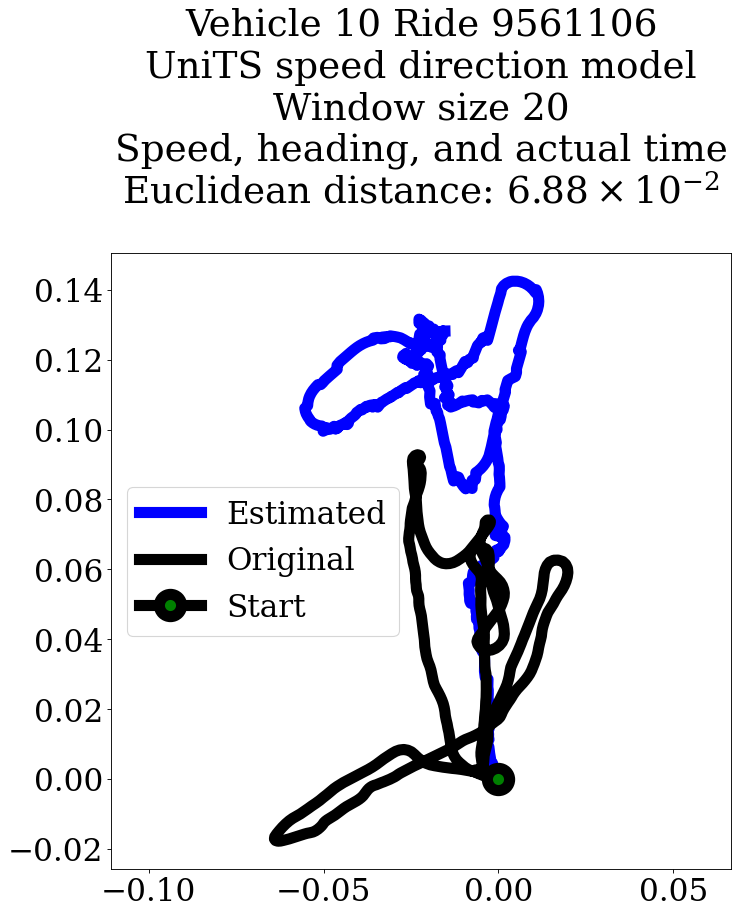 Vehicle 10 Ride 9561106
UniTS speed direction model
Window size 20
Speed, heading, and actual time
Euclidean distance: 6.88 × 10⁻²
0.14
0.12
0.10
0.08
0.06
0.04
0.02
0.00
−0.02
Estimated
Original
Start
−0.10 −0.05 0.00 0.05